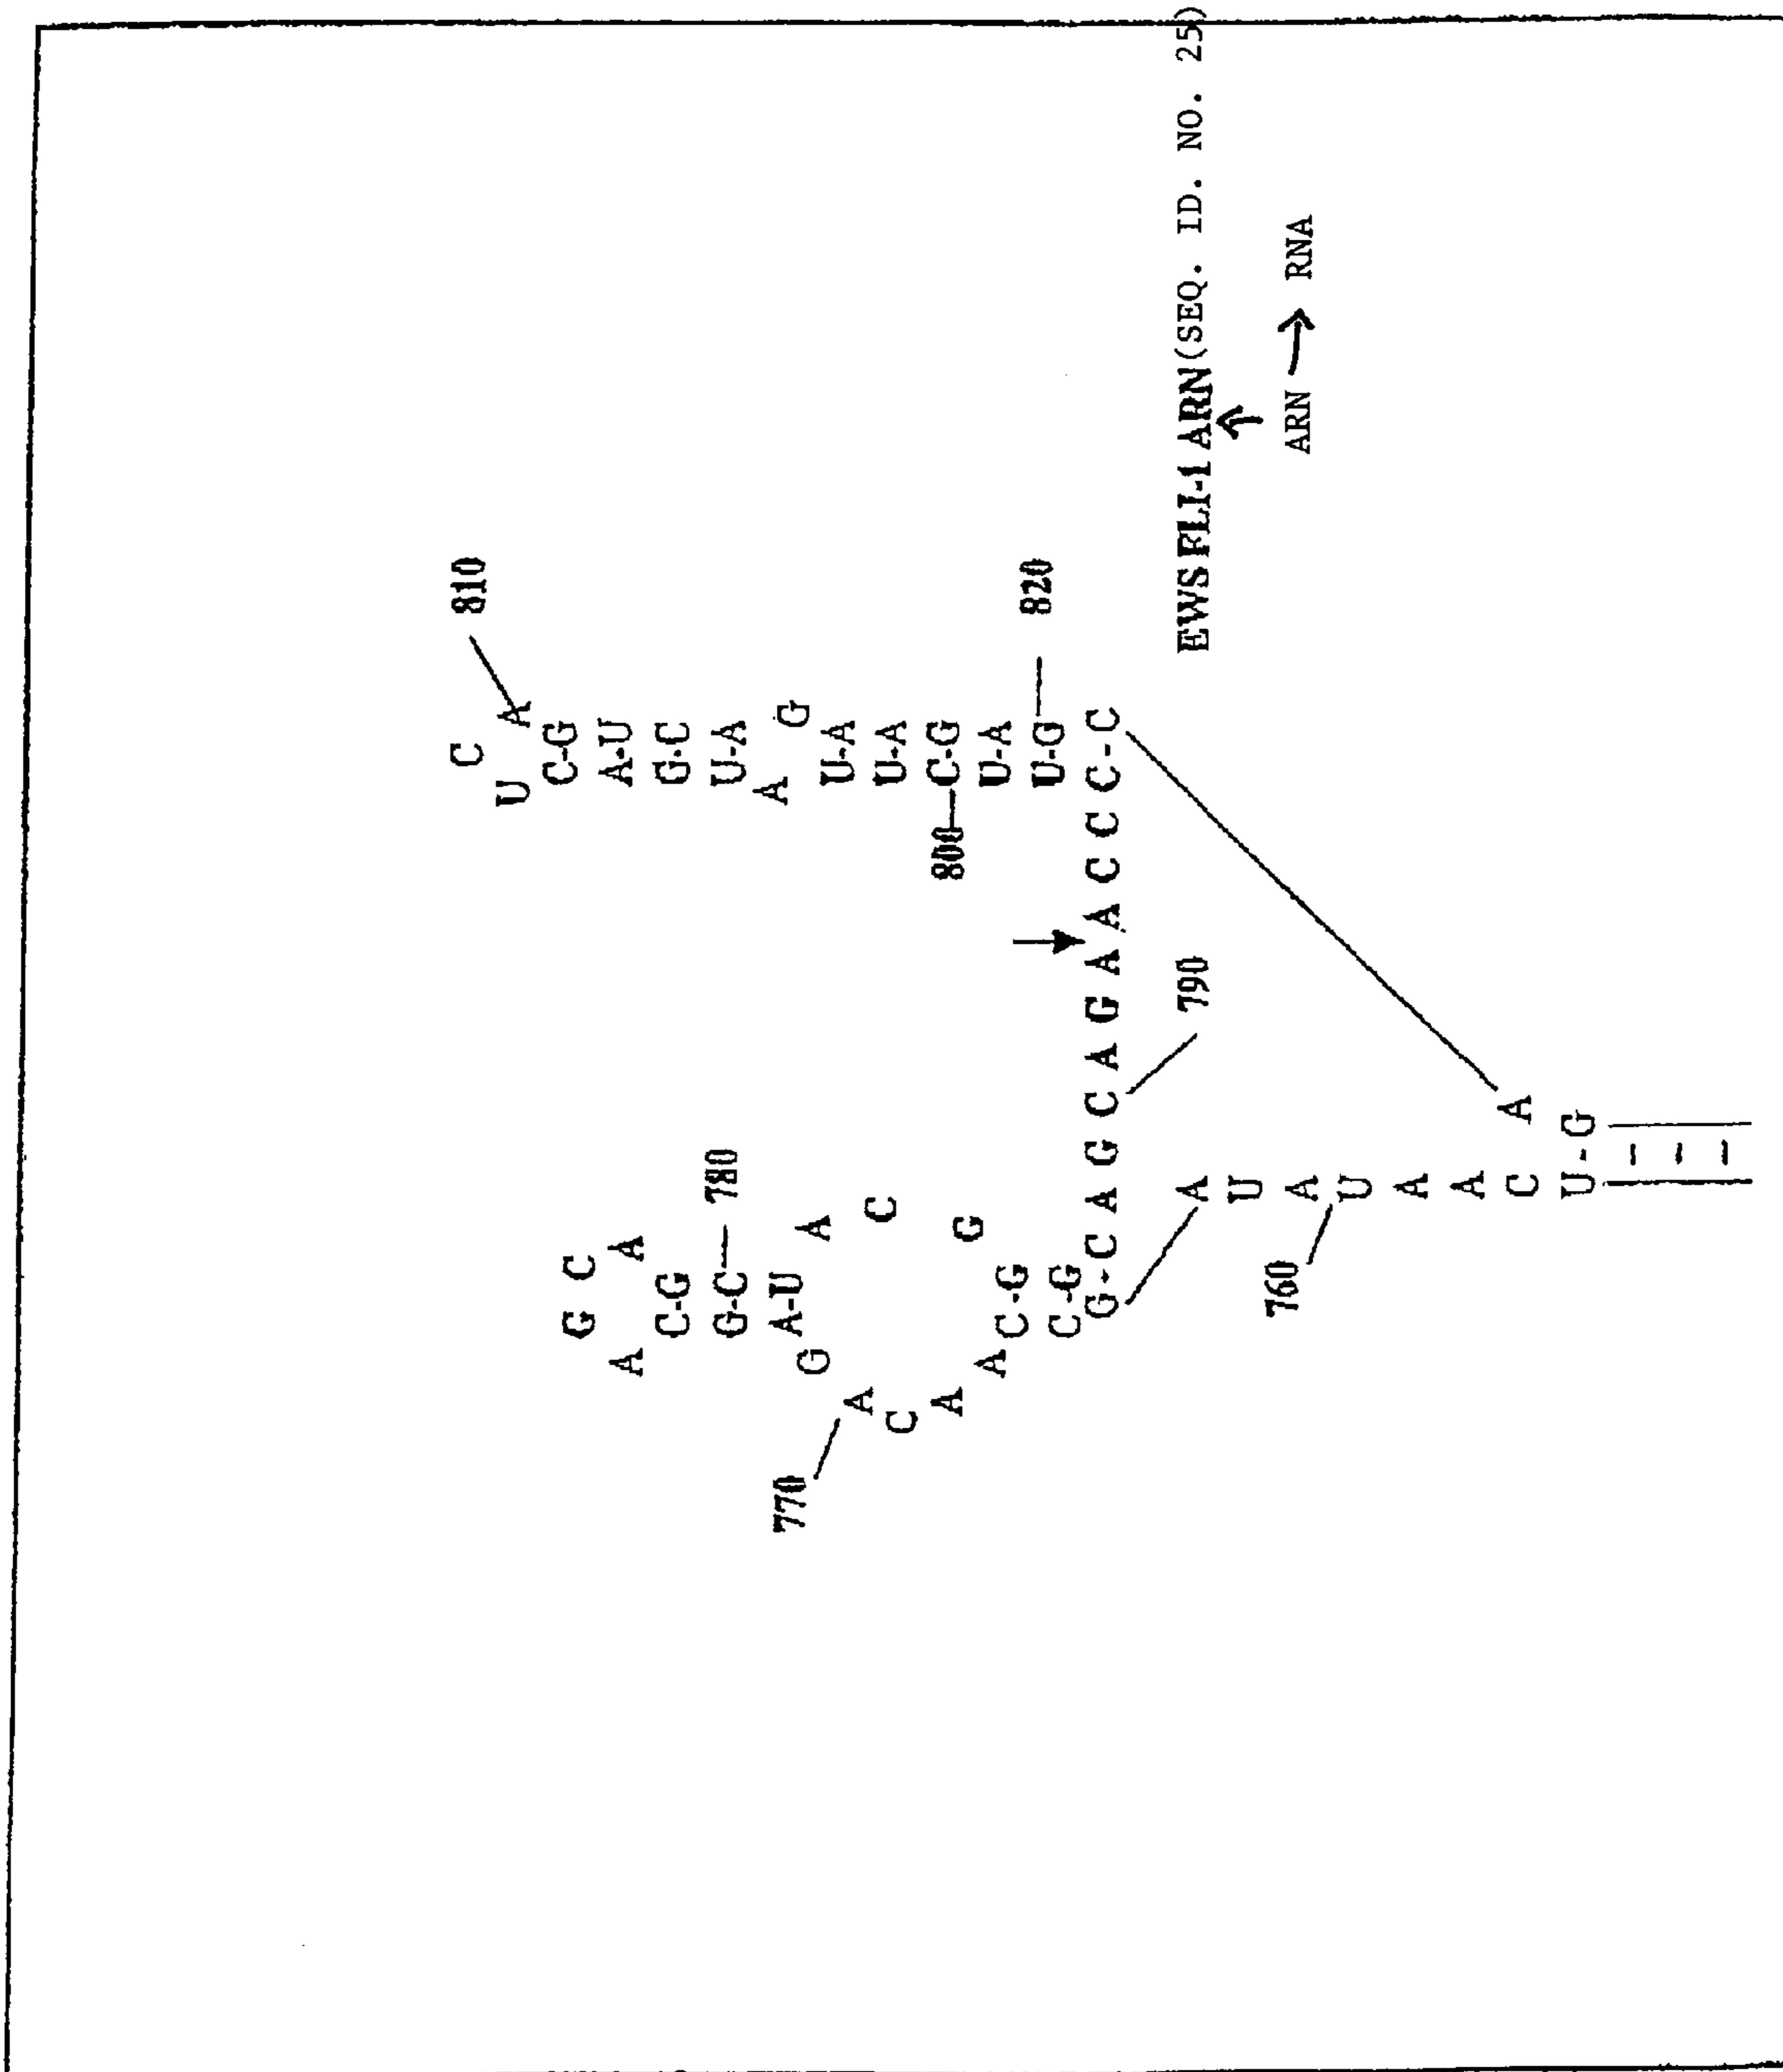 C 810
U A
C-G
G C
A-U
A A
C-G G-C
G-C 780 U-A
A G
770 A-U
G A U-A
A C
U-A
C
A 800 C-G
G
A U-A
C-G
U-G 820
C-G
G-C A G C A G A A C C C-C
A 790 EWS FLI-1 ARN(SEQ. ID. NO. 25)
U
760 A ARN → RNA
U
A
A
C A
U-G